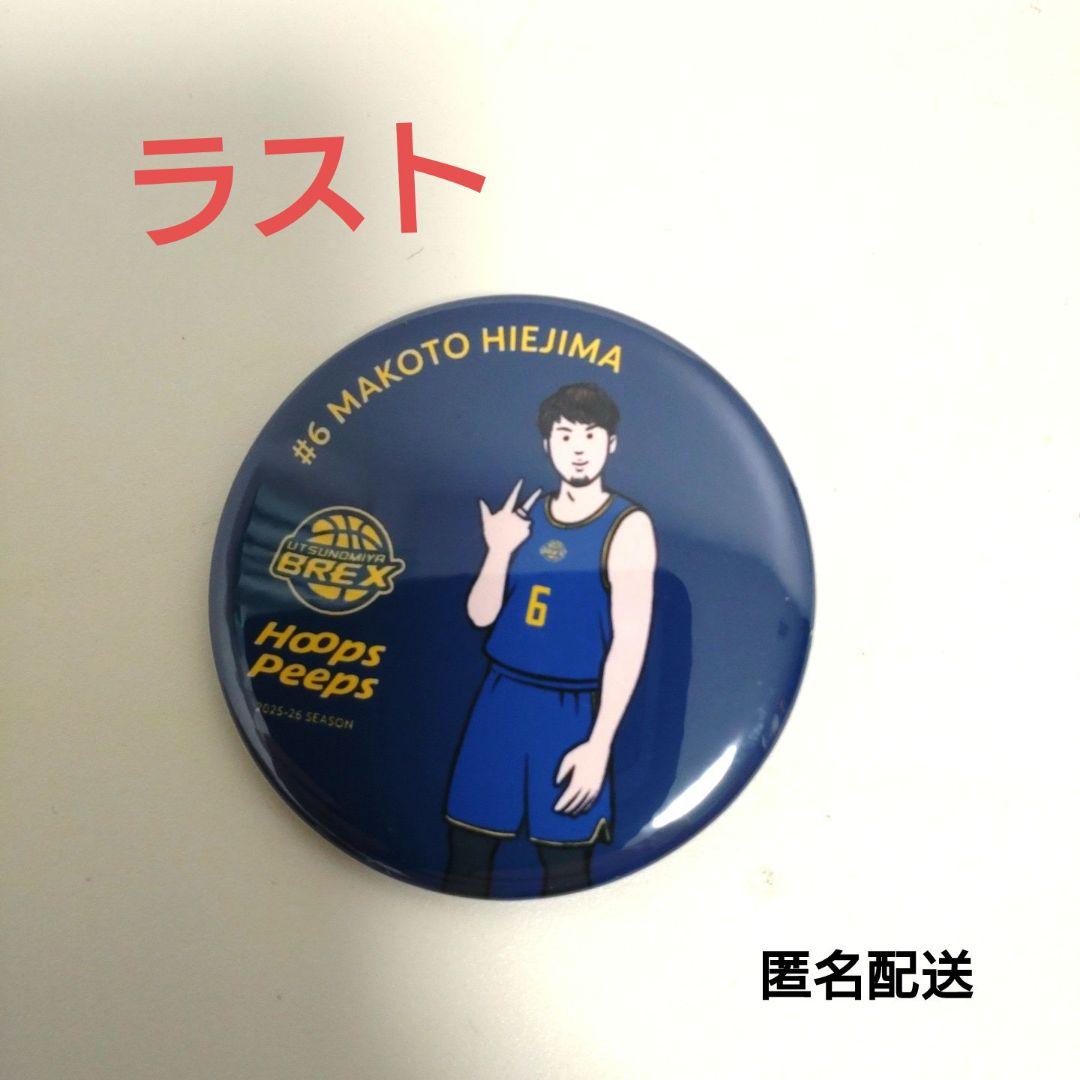 ラスト
#6 MAKOTO HIEJIMA
UTSUNOMIYA
BREX
6
Hoops
Peeps
2025-26 SEASON
匿名配送